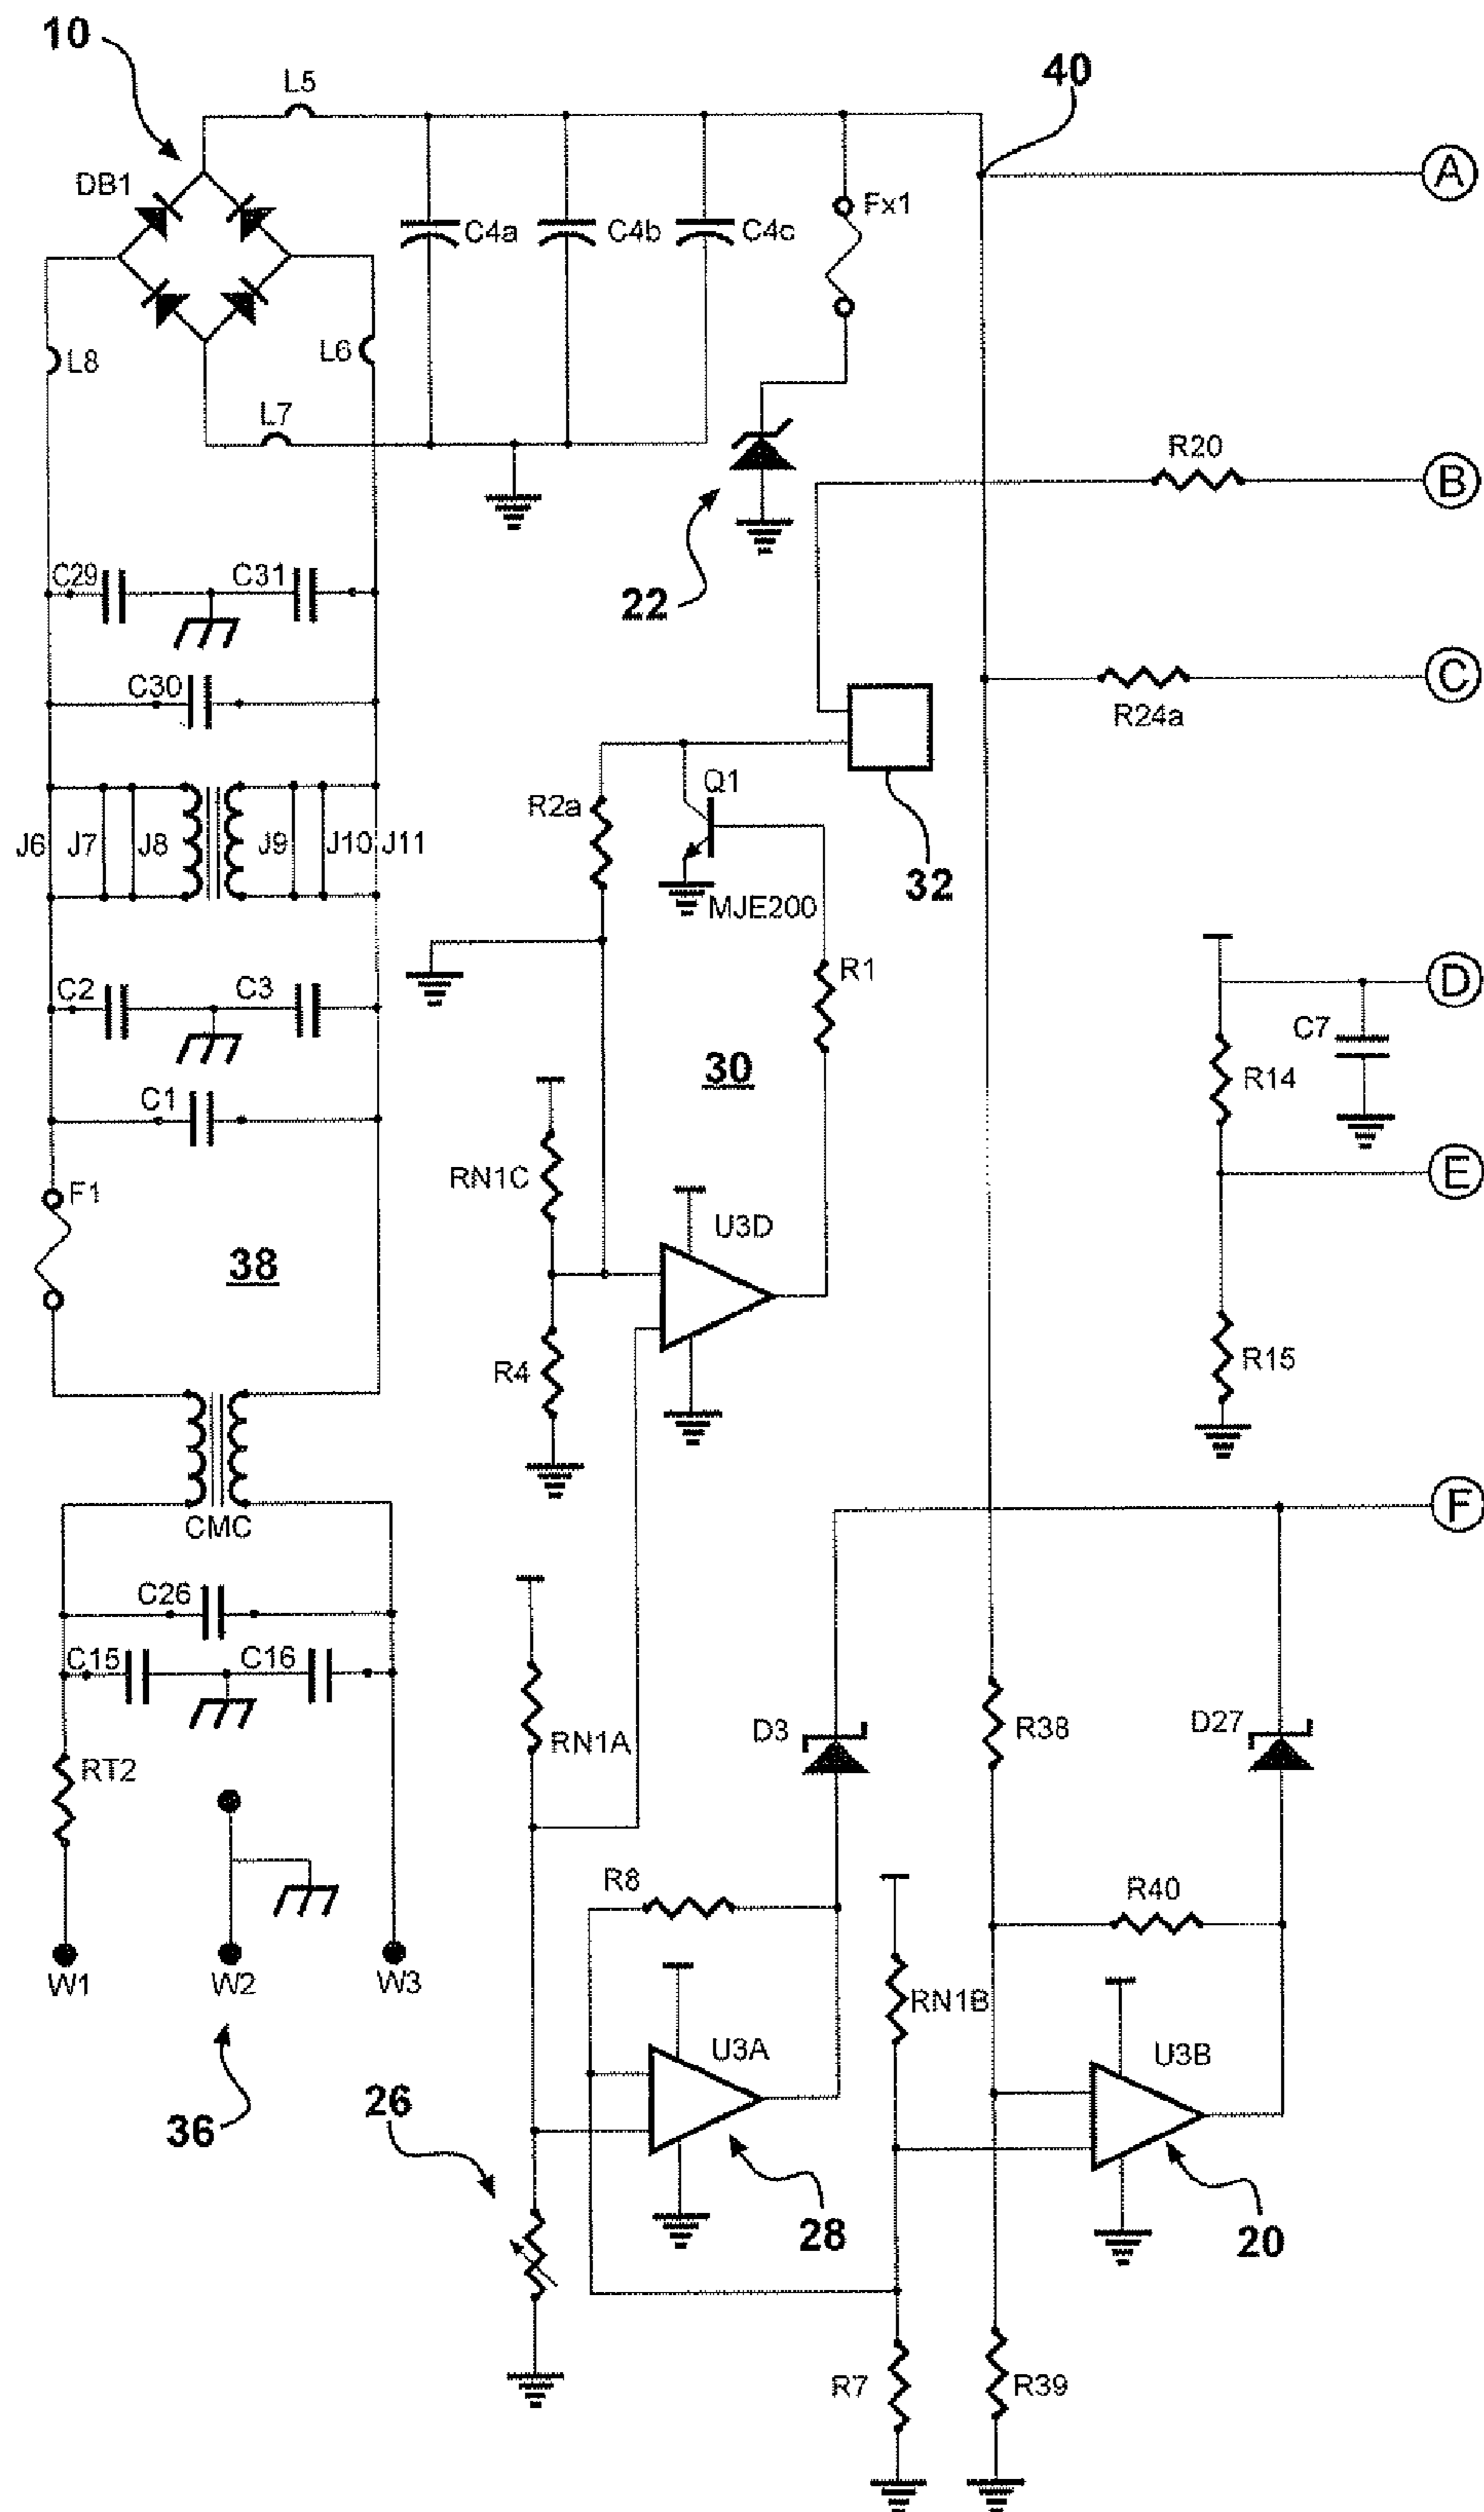 10
L5
40
DB1
A
C4a
C4b
C4c
Fx1
L8
L6
L7
R20
B
22
C29
C31
C30
C
R24a
Q1
R2a
J6
J7
J8
J9
J10
J11
32
MJE200
R1
C2
C3
D
C7
30
R14
C1
RN1C
E
F1
U3D
38
R4
R15
CMC
F
C26
C15
C16
RN1A
D3
R38
D27
RT2
R8
R40
W1
W2
W3
RN1B
U3A
U3B
26
36
28
20
R7
R39